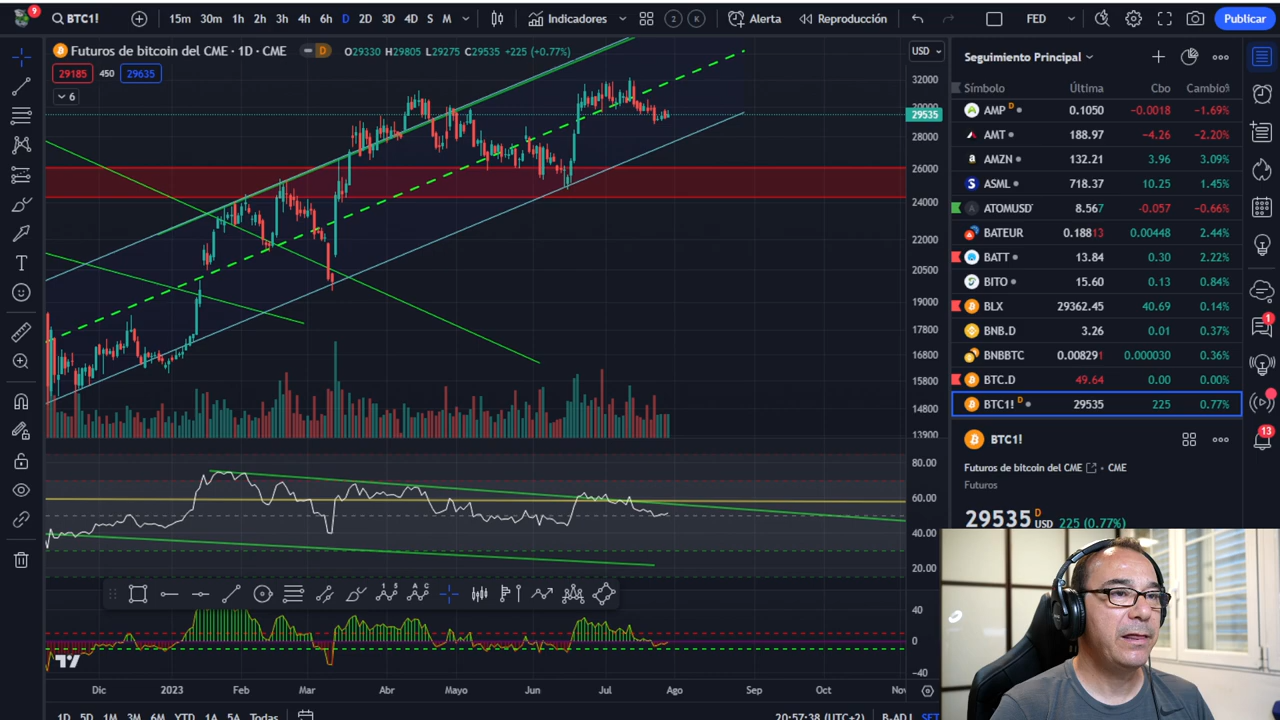 9
BTC1!
15m 30m 1h 2h 3h 4h 6h D 2D 3D 4D S M
Indicadores
2 K
Alerta
Reproducción
FED
Publicar
Futuros de bitcoin del CME · 1D · CME
D
O29330 H29805 L29275 C29535 +225 (+0.77%)
29185 450 29635
6
USD
32000
30000
29535
28000
26000
24000
22000
20500
19000
17800
16800
15800
14800
13900
80.00
60.00
40.00
20.00
40
0
-40
Dic 2023 Feb Mar Abr Mayo Jun Jul Ago Sep Oct Nov
1D 5D 1M 3M 6M YTD 1A 5A Todas
20:57:38 (UTC+2)
B-ADJ SET
Seguimiento Principal
Símbolo Última Cbo Cambio%
AMP D 0.1050 -0.0018 -1.69%
AMT 188.97 -4.26 -2.20%
AMZN 132.21 3.96 3.09%
ASML 718.37 10.25 1.45%
ATOMUSD 8.567 -0.057 -0.66%
BATEUR 0.18813 0.00448 2.44%
BATT 13.84 0.30 2.22%
BITO 15.60 0.13 0.84%
BLX 29362.45 40.69 0.14%
BNB.D 3.26 0.01 0.37%
BNBBTC 0.008291 0.000030 0.36%
BTC.D 49.64 0.00 0.00%
BTC1! D 29535 225 0.77%
BTC1!
Futuros de bitcoin del CME · CME
Futuros
29535 D USD 225 (0.77%)
1
13